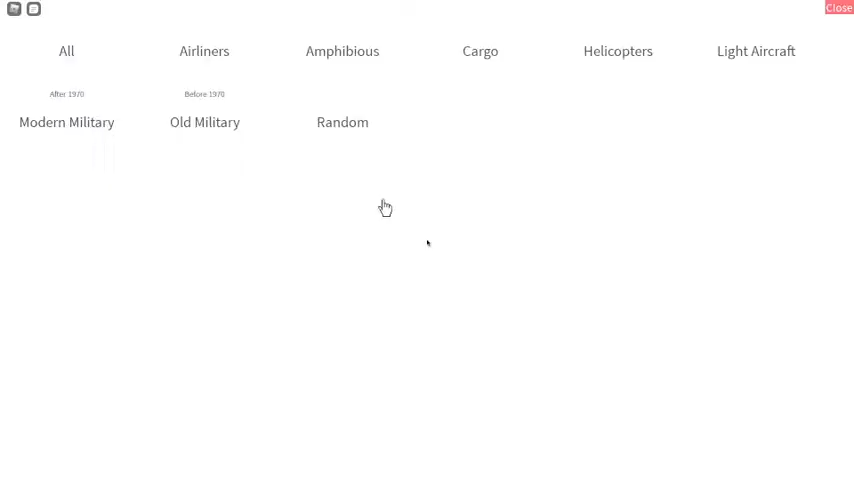 Close
All Airliners Amphibious Cargo Helicopters Light Aircraft
After 1970 Before 1970
Modern Military Old Military Random